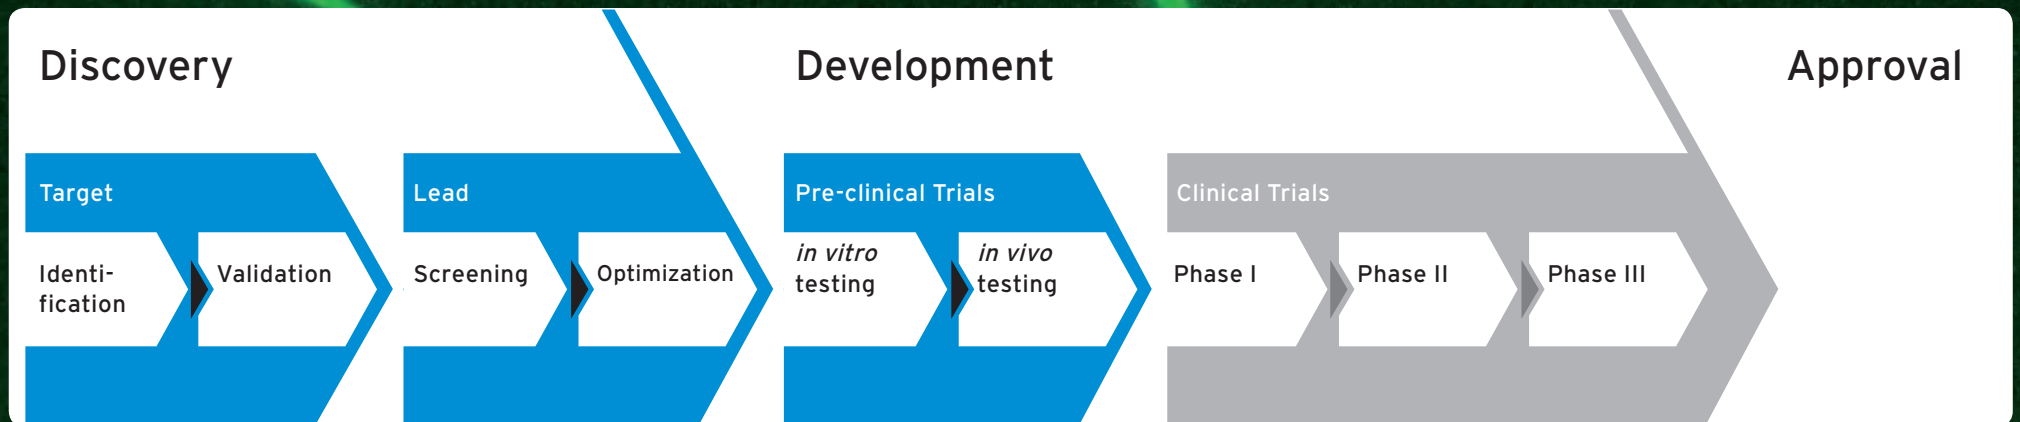 Discovery
Development
Approval
Target
Lead
Pre-clinical Trials
Clinical Trials
Identi-
fication
Validation
Screening
Optimization
in vitro
testing
in vivo
testing
Phase I
Phase II
Phase III